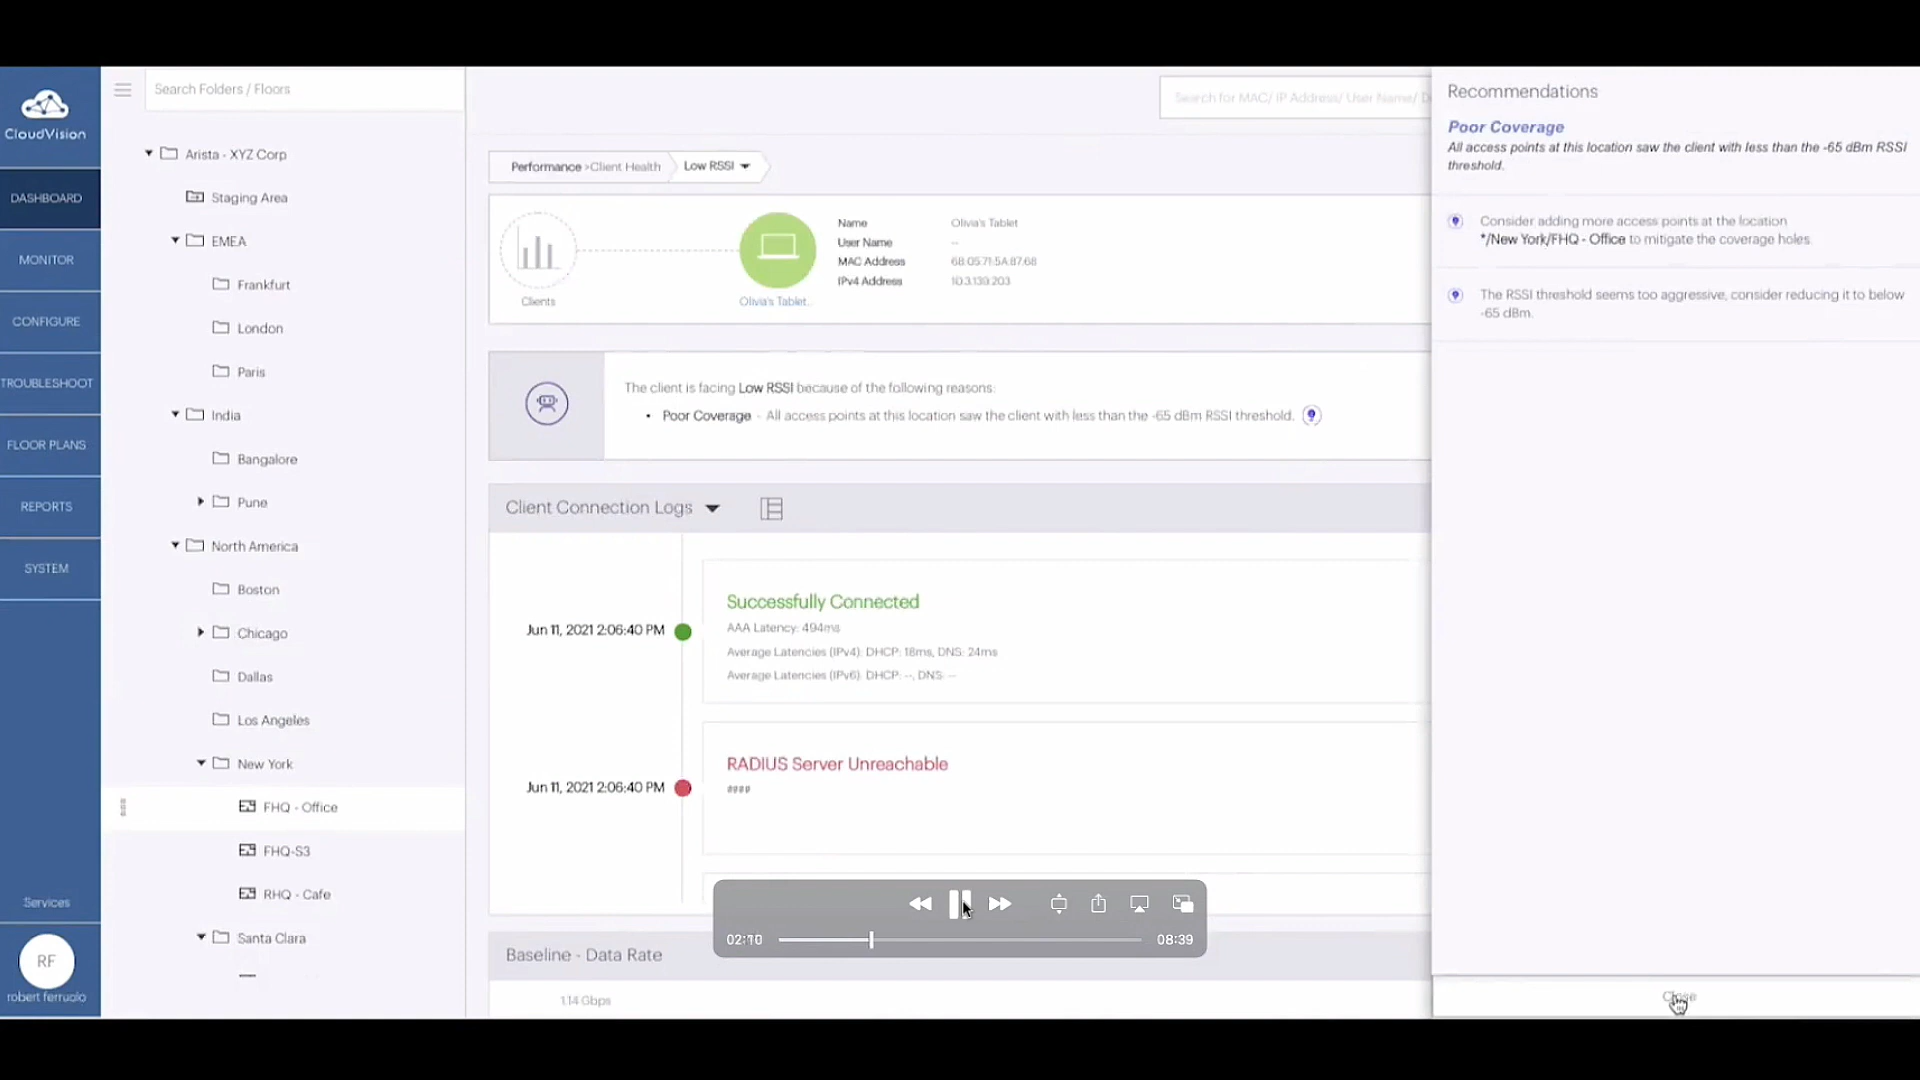 CloudVision
DASHBOARD
MONITOR
CONFIGURE
TROUBLESHOOT
FLOOR PLANS
REPORTS
SYSTEM
Services
RF
robert ferruolo
Search Folders / Floors
Arista - XYZ Corp
Staging Area
EMEA
Frankfurt
London
Paris
India
Bangalore
Pune
North America
Boston
Chicago
Dallas
Los Angeles
New York
FHQ - Office
FHQ-S3
RHQ - Cafe
Santa Clara
Search for MAC/ IP Address/ User Name/
Performance >Client Health
Low RSSI
Clients
Olivia's Tablet..
Name Olivia's Tablet
User Name --
MAC Address 68:05:71:5A:87:68
IPv4 Address 10.3.139.203
The client is facing Low RSSI because of the following reasons:
• Poor Coverage - All access points at this location saw the client with less than the -65 dBm RSSI threshold.
Client Connection Logs
Jun 11, 2021 2:06:40 PM
Successfully Connected
AAA Latency: 494ms
Average Latencies (IPv4): DHCP: 18ms, DNS: 24ms
Average Latencies (IPv6): DHCP: --, DNS: --
Jun 11, 2021 2:06:40 PM
RADIUS Server Unreachable
####
02:10
08:39
Baseline - Data Rate
1.14 Gbps
Recommendations
Poor Coverage
All access points at this location saw the client with less than the -65 dBm RSSI
threshold.
Consider adding more access points at the location
*/New York/FHQ - Office to mitigate the coverage holes.
The RSSI threshold seems too aggressive, consider reducing it to below
-65 dBm.
Close